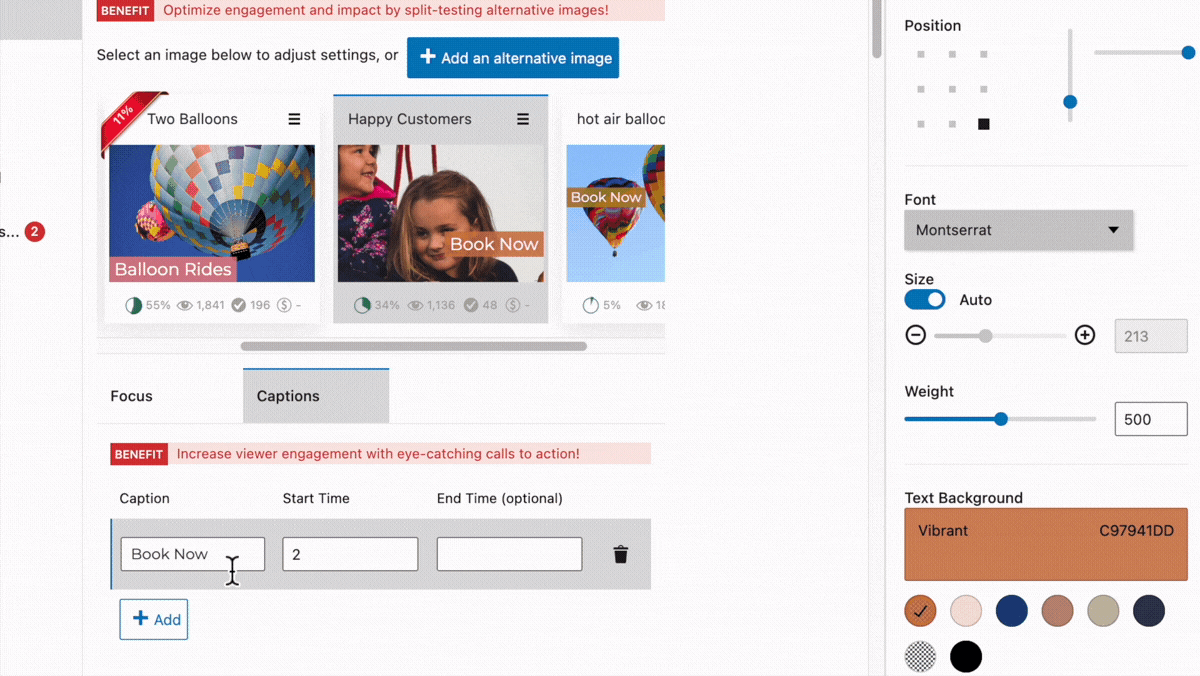 BENEFIT Optimize engagement and impact by split-testing alternative images!
Select an image below to adjust settings, or + Add an alternative image
11% Two Balloons
Balloon Rides
55% 1,841 196 $ -
Happy Customers
Book Now
34% 1,136 48 $ -
hot air balloo
Book Now
5% 18
Focus Captions
BENEFIT Increase viewer engagement with eye-catching calls to action!
Caption Start Time End Time (optional)
Book Now 2
+ Add
s... 2
Position
Font
Montserrat
Size
Auto
213
Weight
500
Text Background
Vibrant C97941DD